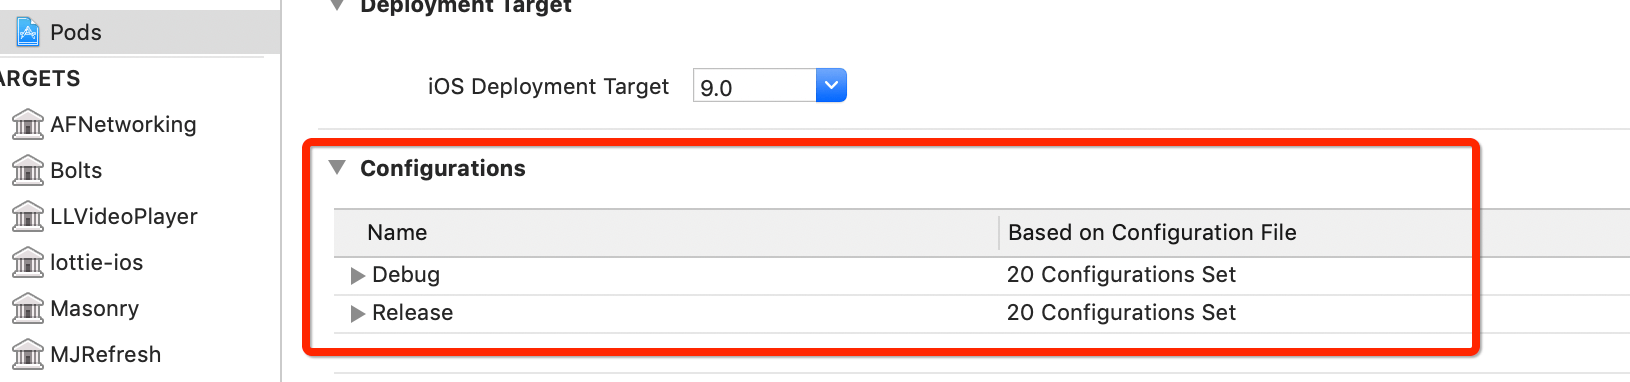 Pods
ARGETS
AFNetworking
Bolts
LLVideoPlayer
lottie-ios
Masonry
MJRefresh
Deployment Target
iOS Deployment Target 9.0
Configurations
Name Based on Configuration File
Debug 20 Configurations Set
Release 20 Configurations Set